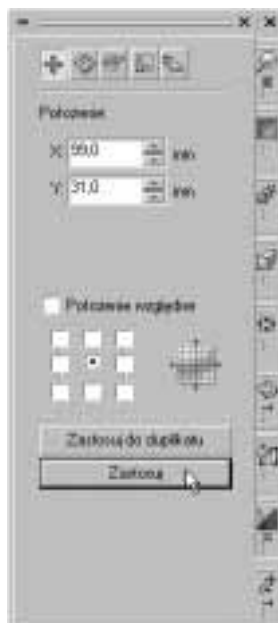 Położenie
X: 99,0 mm
Y: 31,0 mm
Położenie względne
Zastosuj do duplikatu
Zastosuj